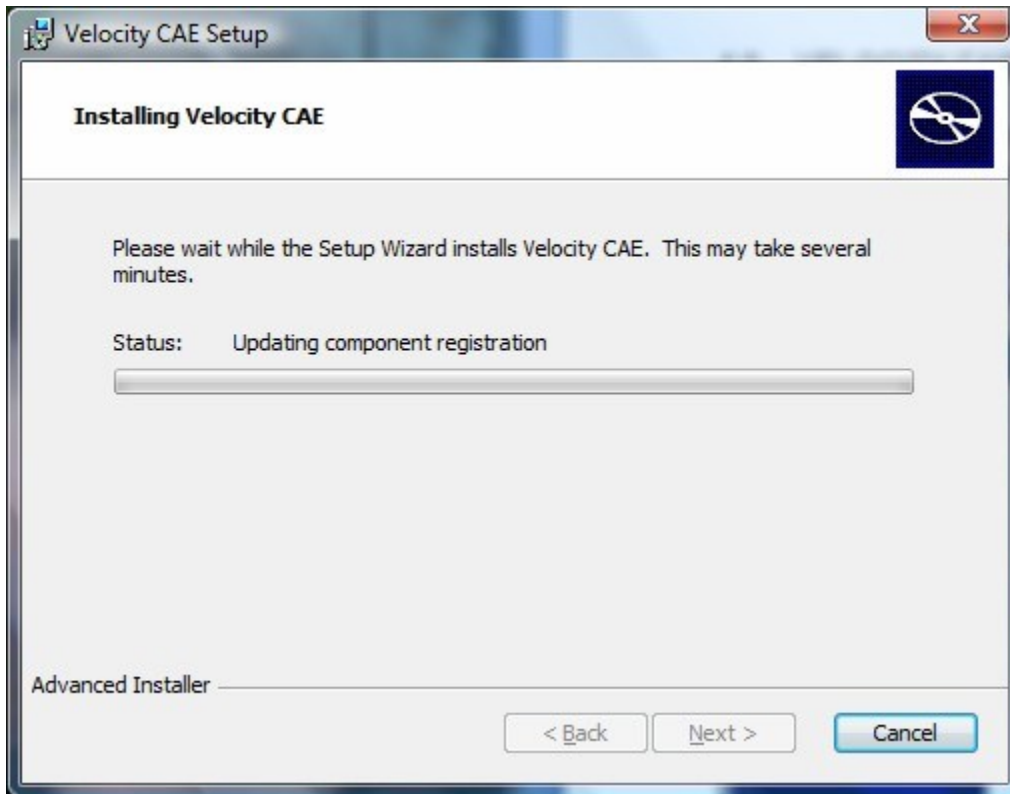 Velocity CAE Setup
Installing Velocity CAE
Please wait while the Setup Wizard installs Velocity CAE. This may take several
minutes.
Status: Updating component registration
Advanced Installer
< Back Next > Cancel